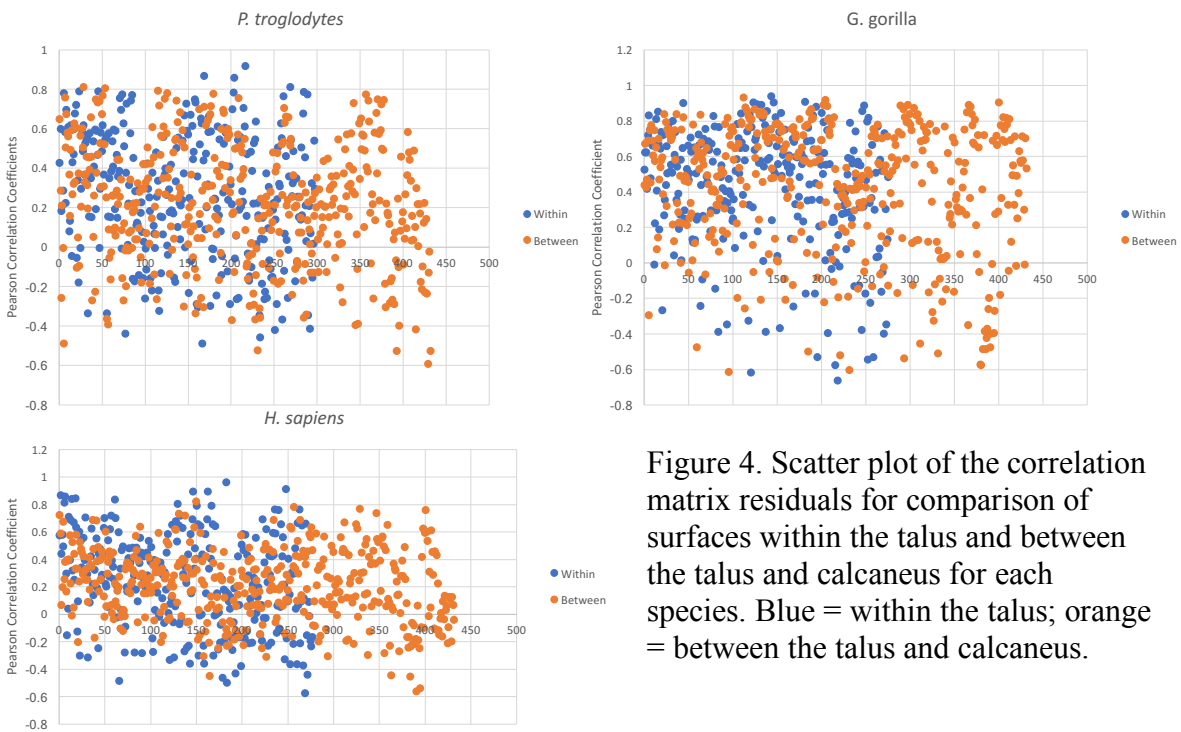 P. troglodytes
Pearson Correlation Coefficients
1
0.8
0.6
0.4
0.2
0
-0.2
-0.4
-0.6
-0.8
0 50 100 150 200 250 300 350 400 450 500
Within
Between
G. gorilla
Pearson Correlation Coefficient
1.2
1
0.8
0.6
0.4
0.2
0
-0.2
-0.4
-0.6
-0.8
0 50 100 150 200 250 300 350 400 450 500
Within
Between
H. sapiens
Pearson Correlation Coefficient
1.2
1
0.8
0.6
0.4
0.2
0
-0.2
-0.4
-0.6
-0.8
0 50 100 150 200 250 300 350 400 450 500
Within
Between
Figure 4. Scatter plot of the correlation
matrix residuals for comparison of
surfaces within the talus and between
the talus and calcaneus for each
species. Blue = within the talus; orange
= between the talus and calcaneus.